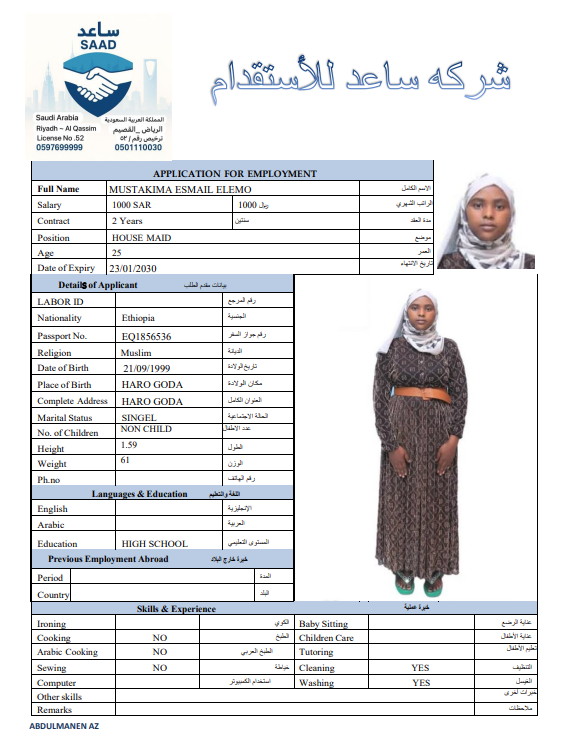 ساعد
SAAD
شركه ساعد للأستقدام
Saudi Arabia
المملكة العربية السعودية
Riyadh – Al Qassim
الرياض _القصيم
License No .52
ترخيص رقم / ٥٢
0597699999
0501110030
APPLICATION FOR EMPLOYMENT
Full Name MUSTAKIMA ESMAIL ELEMO الاسم الكامل
Salary 1000 SAR 1000 ريال الراتب الشهري
Contract 2 Years سنتين مدة العقد
Position HOUSE MAID موضع
Age 25 العمر
Date of Expiry 23/01/2030 تاريخ الانتهاء
Details of Applicant بيانات مقدم الطلب
LABOR ID رقم المرجع
Nationality Ethiopia الجنسية
Passport No. EQ1856536 رقم جواز السفر
Religion Muslim الديانة
Date of Birth 21/09/1999 تاريخ الولادة
Place of Birth HARO GODA مكان الولادة
Complete Address HARO GODA العنوان الكامل
Marital Status SINGEL الحالة الاجتماعية
No. of Children NON CHILD عدد الاطفال
Height 1.59 الطول
Weight 61 الوزن
Ph.no رقم الهاتف
Languages & Education اللغة والتعليم
English الإنجليزية
Arabic العربية
Education HIGH SCHOOL المستوى التعليمي
Previous Employment Abroad خبرة خارج البلاد
Period المدة
Country البلد
Skills & Experience خبرة عملية
Ironing الكوي Baby Sitting عناية الرضع
Cooking NO الطبخ Children Care عناية الأطفال
Arabic Cooking NO الطبخ العربي Tutoring تعليم الأطفال
Sewing NO خياطة Cleaning YES التنظيف
Computer استخدام الكمبيوتر Washing YES الغسيل
Other skills خبرات أخرى
Remarks ملاحظات
ABDULMANEN AZ